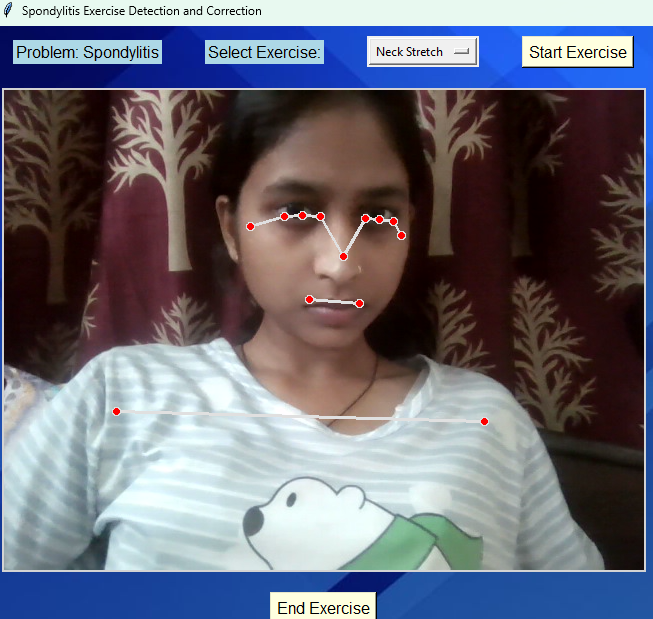 Spondylitis Exercise Detection and Correction
Problem: Spondylitis Select Exercise: Neck Stretch Start Exercise
End Exercise